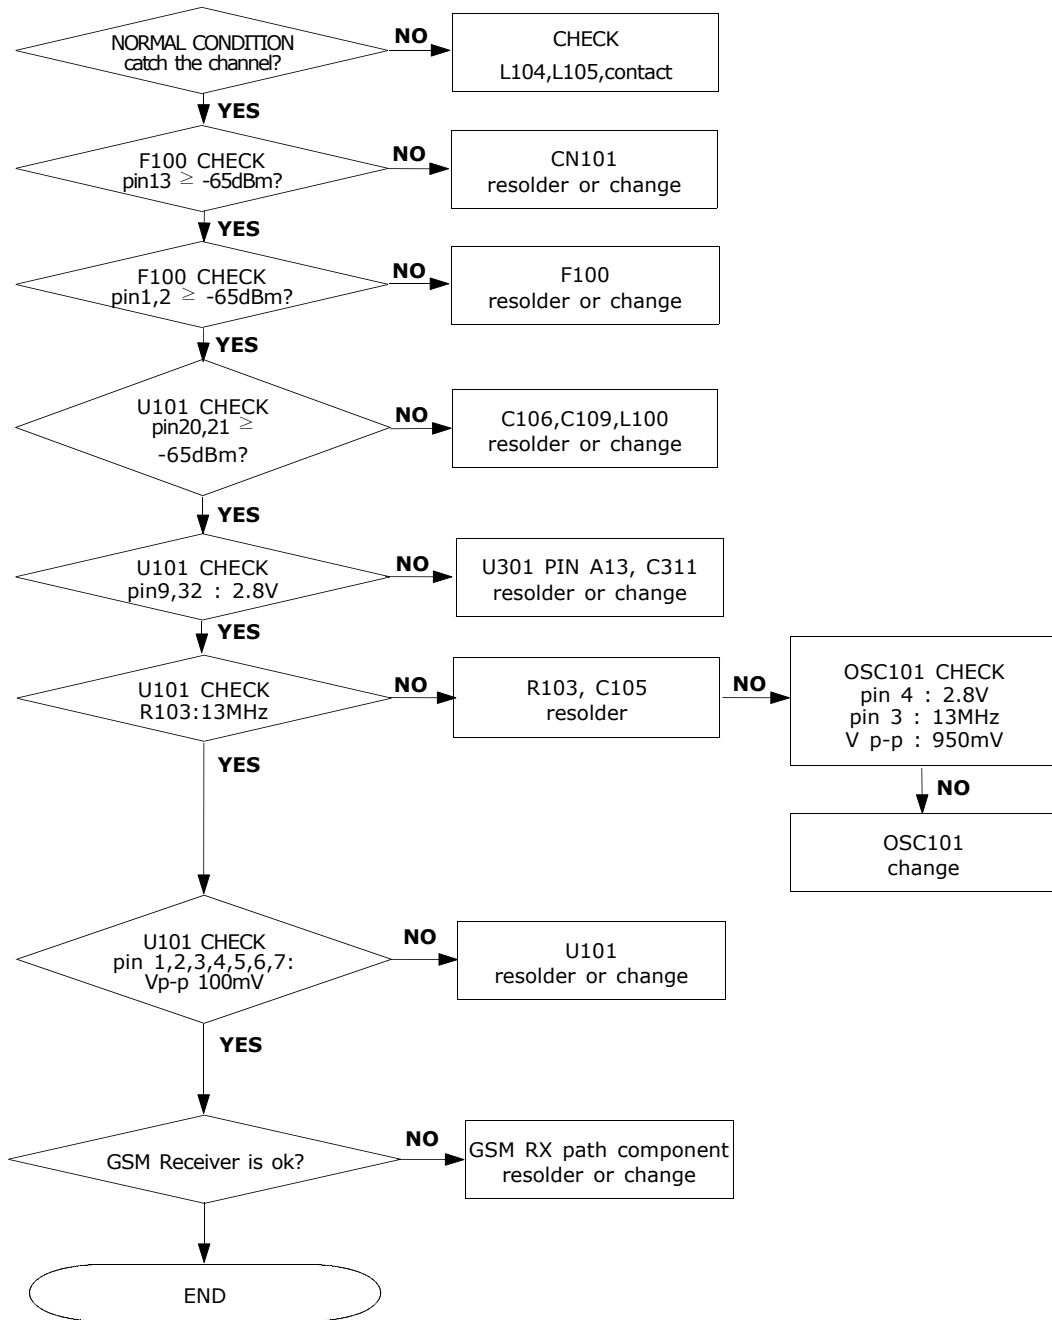 NORMAL CONDITION
catch the channel?
NO
CHECK
L104,L105,contact
YES
F100 CHECK
pin13 ≥ -65dBm?
NO
CN101
resolder or change
YES
F100 CHECK
pin1,2 ≥ -65dBm?
NO
F100
resolder or change
YES
U101 CHECK
pin20,21 ≥
-65dBm?
NO
C106,C109,L100
resolder or change
YES
U101 CHECK
pin9,32 : 2.8V
NO
U301 PIN A13, C311
resolder or change
YES
U101 CHECK
R103:13MHz
NO
R103, C105
resolder
NO
OSC101 CHECK
pin 4 : 2.8V
pin 3 : 13MHz
V p-p : 950mV
NO
OSC101
change
YES
U101 CHECK
pin 1,2,3,4,5,6,7:
Vp-p 100mV
NO
U101
resolder or change
YES
GSM Receiver is ok?
NO
GSM RX path component
resolder or change
END